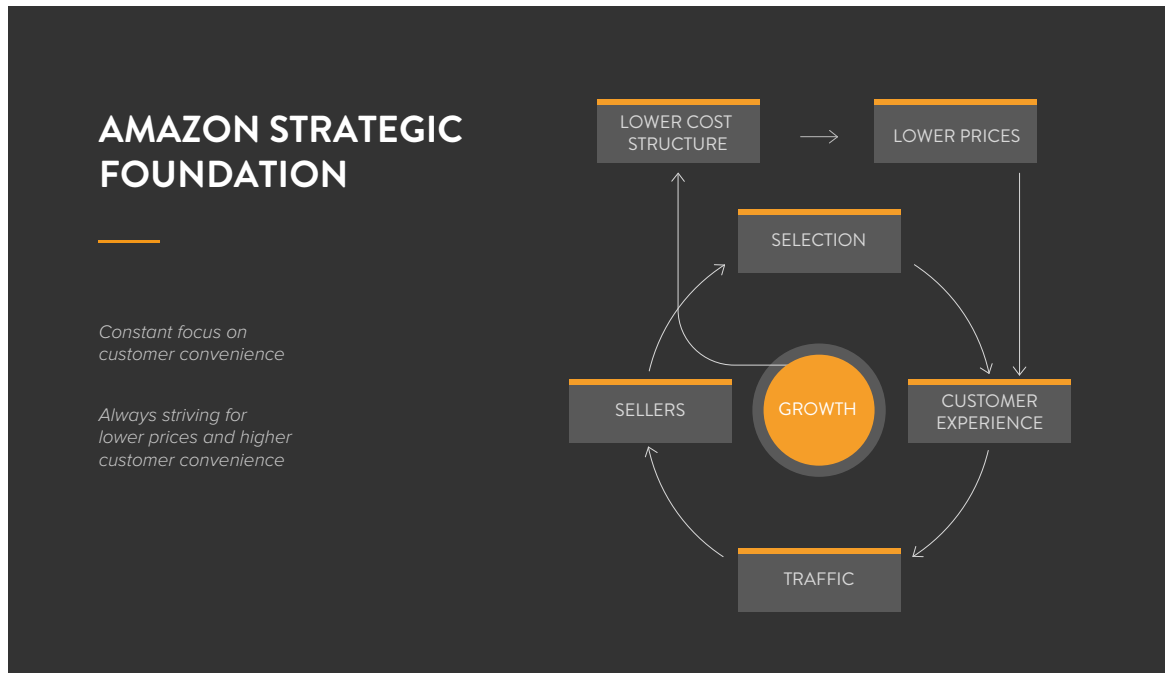 AMAZON STRATEGIC
FOUNDATION
Constant focus on
customer convenience
Always striving for
lower prices and higher
customer convenience
LOWER COST
STRUCTURE
LOWER PRICES
SELECTION
SELLERS
GROWTH
CUSTOMER
EXPERIENCE
TRAFFIC